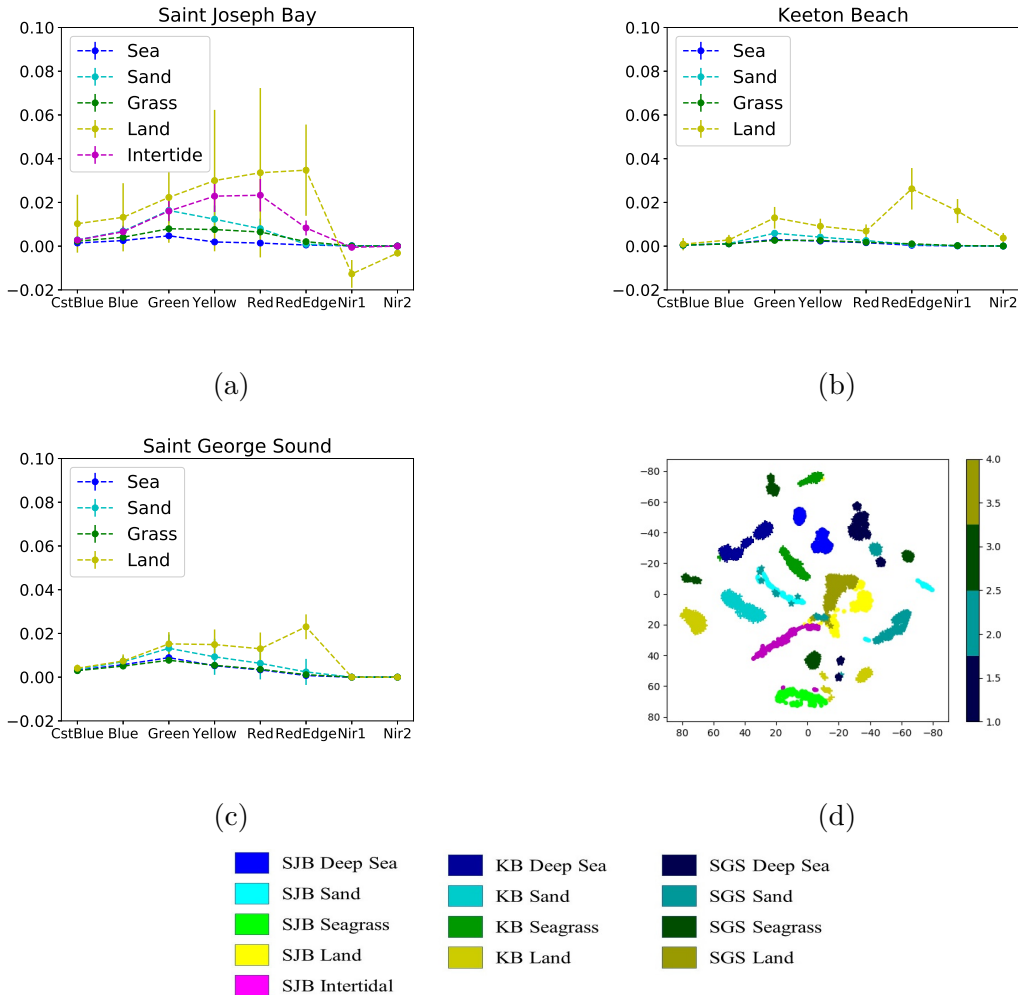 Saint Joseph Bay
0.10
0.08
0.06
0.04
0.02
0.00
−0.02
Sea
Sand
Grass
Land
Intertide
CstBlue Blue Green Yellow Red RedEdge Nir1 Nir2
(a)
Keeton Beach
0.10
0.08
0.06
0.04
0.02
0.00
−0.02
Sea
Sand
Grass
Land
CstBlue Blue Green Yellow Red RedEdge Nir1 Nir2
(b)
Saint George Sound
0.10
0.08
0.06
0.04
0.02
0.00
−0.02
Sea
Sand
Grass
Land
CstBlue Blue Green Yellow Red RedEdge Nir1 Nir2
(c)
−80
−60
−40
−20
0
20
40
60
80
80 60 40 20 0 −20 −40 −60 −80
4.0
3.5
3.0
2.5
2.0
1.5
1.0
(d)
SJB Deep Sea
SJB Sand
SJB Seagrass
SJB Land
SJB Intertidal
KB Deep Sea
KB Sand
KB Seagrass
KB Land
SGS Deep Sea
SGS Sand
SGS Seagrass
SGS Land